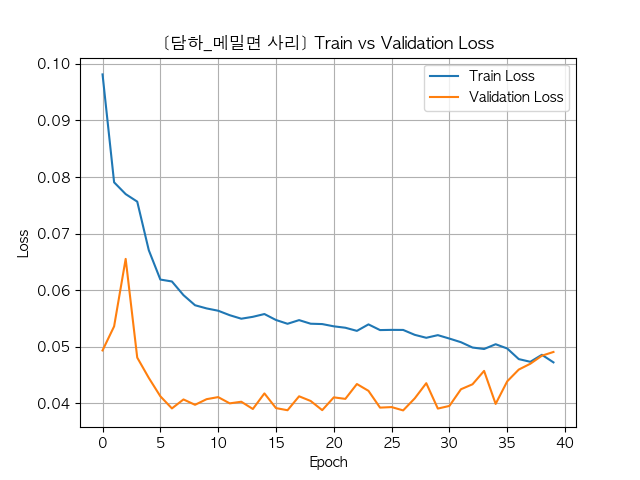 [담하_메밀면 사리] Train vs Validation Loss
Train Loss
Validation Loss
0.10
0.09
0.08
0.07
0.06
0.05
0.04
Loss
0 5 10 15 20 25 30 35 40
Epoch